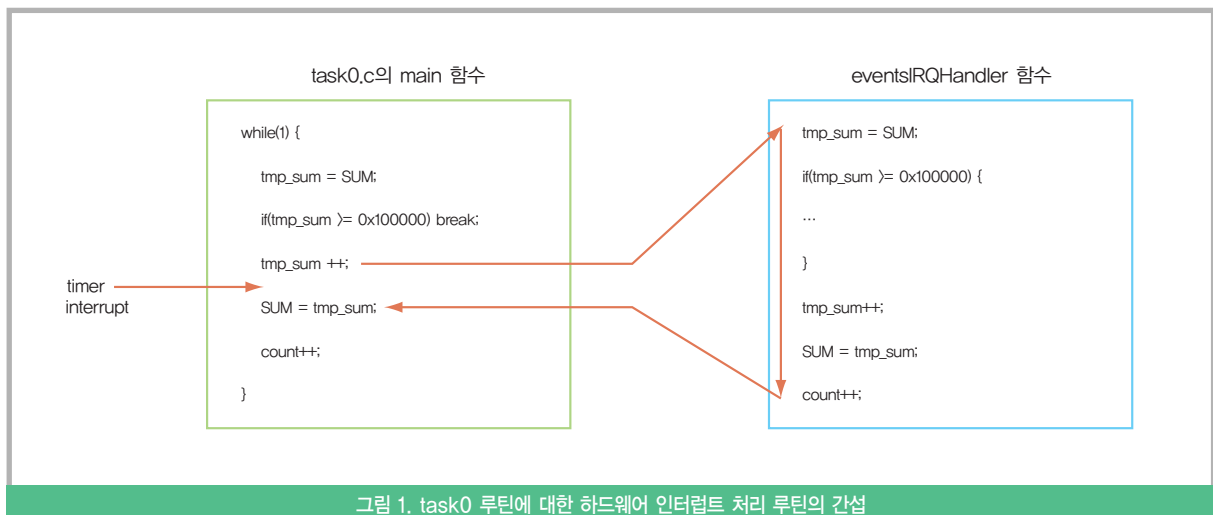 task0.c의 main 함수
while(1) {
tmp_sum = SUM;
if(tmp_sum >= 0x100000) break;
tmp_sum ++;
SUM = tmp_sum;
count++;
}
timer
interrupt
eventsIRQHandler 함수
tmp_sum = SUM;
if(tmp_sum >= 0x100000) {
...
}
tmp_sum++;
SUM = tmp_sum;
count++;
그림 1. task0 루틴에 대한 하드웨어 인터럽트 처리 루틴의 간섭